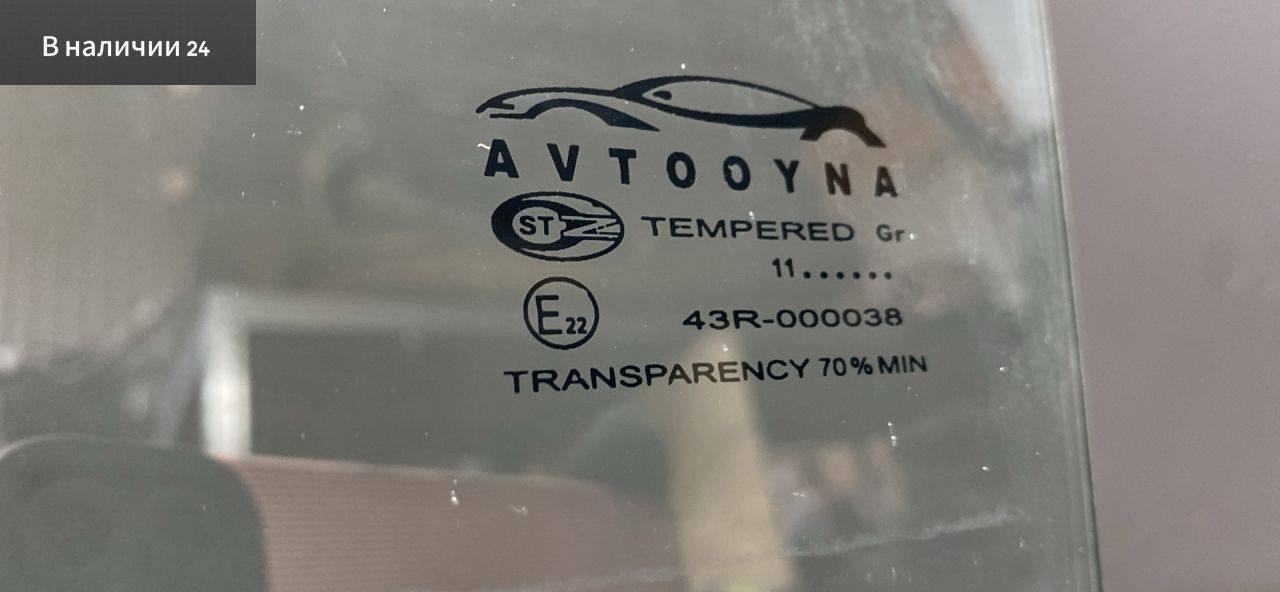 В наличии 24
AVTOOYNA
ST TEMPERED Gr.
11......
E22 43R-000038
TRANSPARENCY 70% MIN